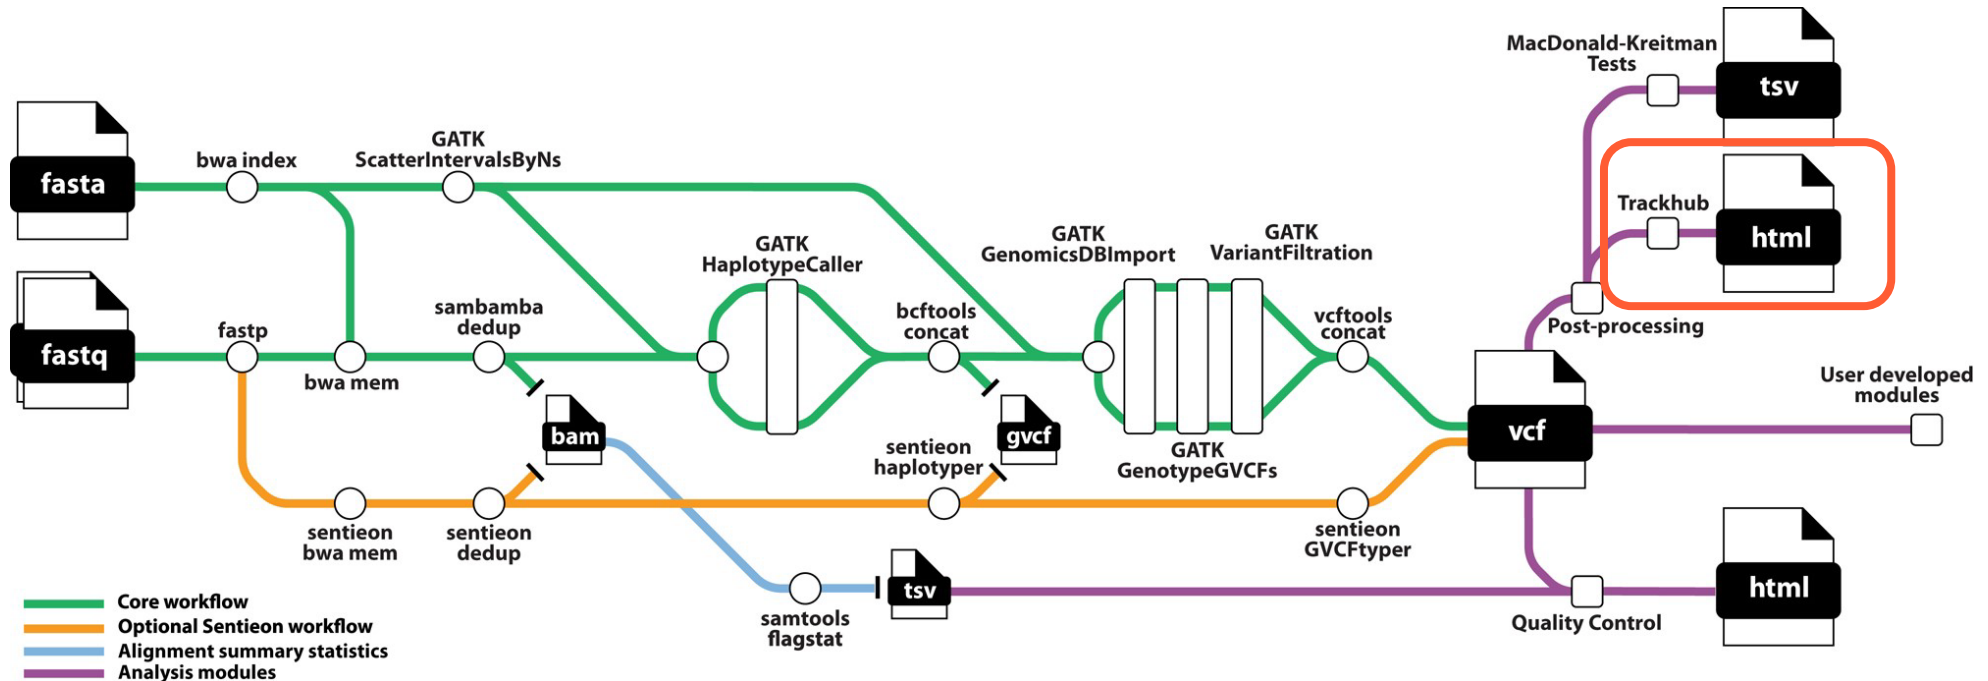 MacDonald-Kreitman
Tests
tsv
fasta
bwa index
GATK
ScatterIntervalsByNs
Trackhub
html
GATK
HaplotypeCaller
GATK
GenomicsDBImport
GATK
VariantFiltration
fastq
fastp
bwa mem
sambamba
dedup
bcftools
concat
vcftools
concat
Post-processing
bam
gvcf
GATK
GenotypeGVCFs
vcf
User developed
modules
sentieon
bwa mem
sentieon
dedup
sentieon
haplotyper
sentieon
GVCFtyper
samtools
flagstat
tsv
Quality Control
html
Core workflow
Optional Sentieon workflow
Alignment summary statistics
Analysis modules